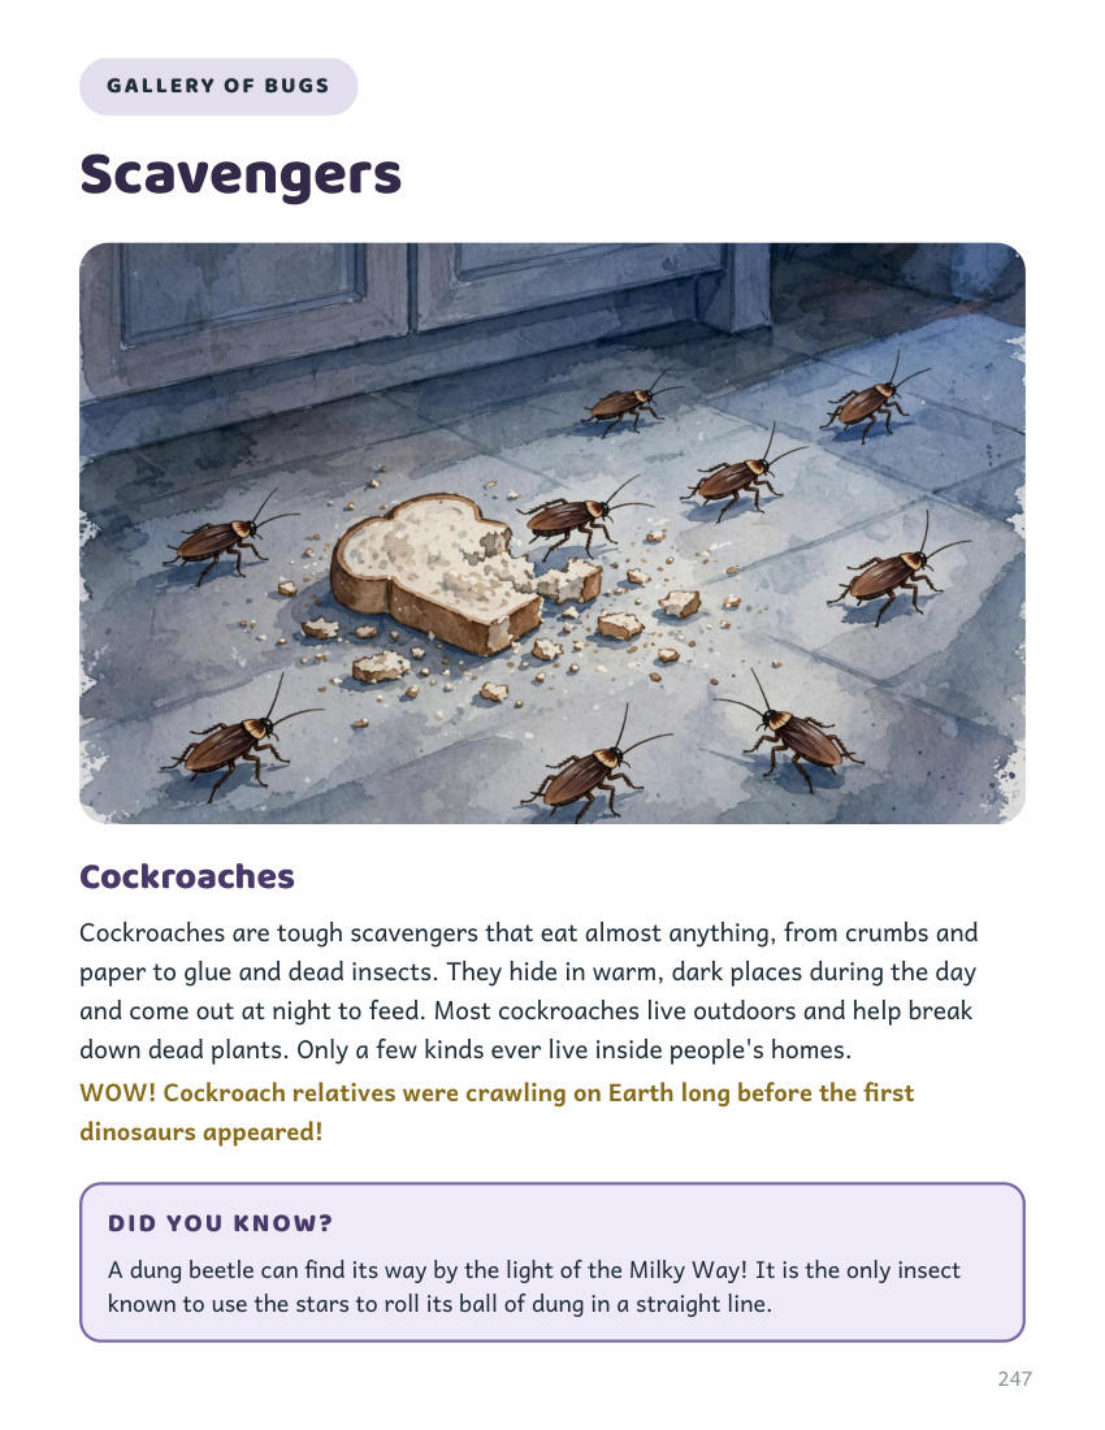 GALLERY OF BUGS
Scavengers
Cockroaches
Cockroaches are tough scavengers that eat almost anything, from crumbs and
paper to glue and dead insects. They hide in warm, dark places during the day
and come out at night to feed. Most cockroaches live outdoors and help break
down dead plants. Only a few kinds ever live inside people's homes.
WOW! Cockroach relatives were crawling on Earth long before the first
dinosaurs appeared!
DID YOU KNOW?
A dung beetle can find its way by the light of the Milky Way! It is the only insect
known to use the stars to roll its ball of dung in a straight line.
247